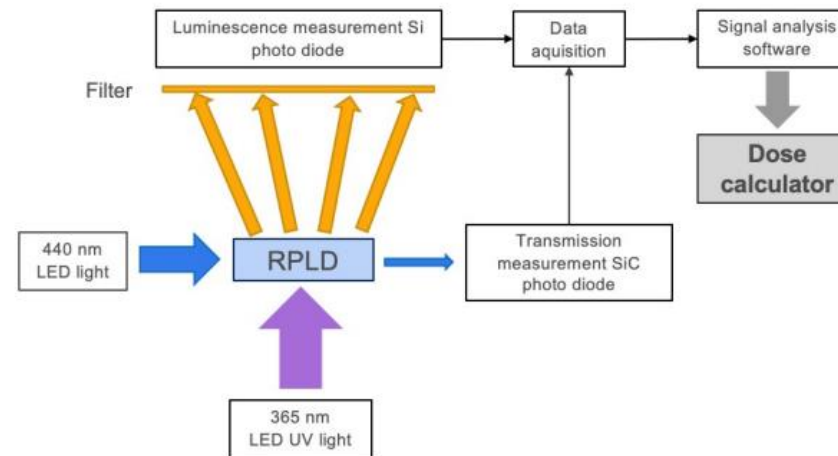 Luminescence measurement Si
photo diode
Data
aquisition
Signal analysis
software
Filter
Dose
calculator
440 nm
LED light
RPLD
Transmission
measurement SiC
photo diode
365 nm
LED UV light